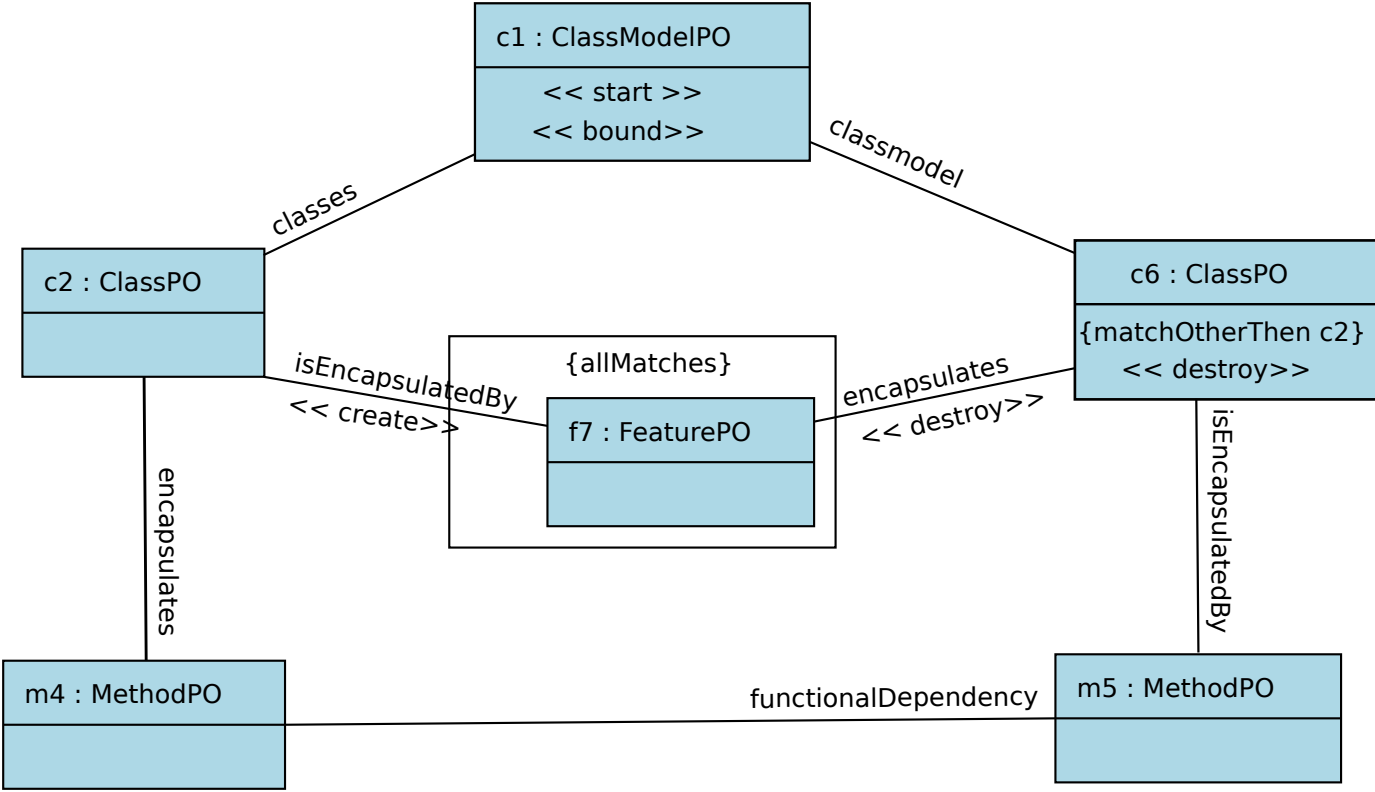 c1 : ClassModelPO
<< start >>
<< bound>>
classmodel
classes
c2 : ClassPO
c6 : ClassPO
{matchOtherThen c2}
<< destroy>>
{allMatches}
isEncapsulatedBy
<< create>>
encapsulates
<< destroy>>
f7 : FeaturePO
encapsulates
isEncapsulatedBy
m4 : MethodPO
functionalDependency
m5 : MethodPO